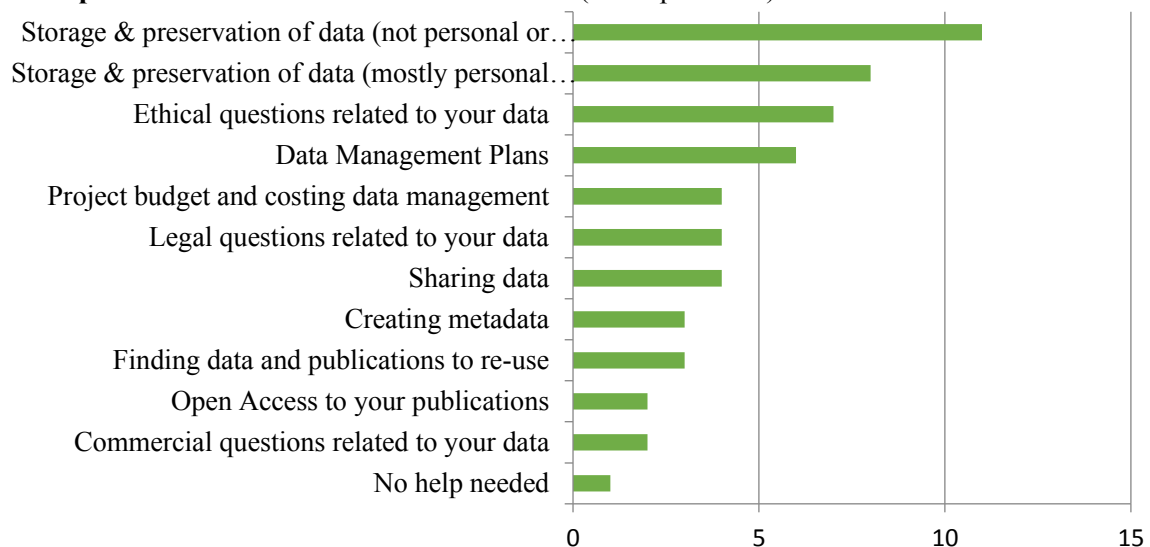 Storage & preservation of data (not personal or…
Storage & preservation of data (mostly personal…
Ethical questions related to your data
Data Management Plans
Project budget and costing data management
Legal questions related to your data
Sharing data
Creating metadata
Finding data and publications to re-use
Open Access to your publications
Commercial questions related to your data
No help needed
0 5 10 15